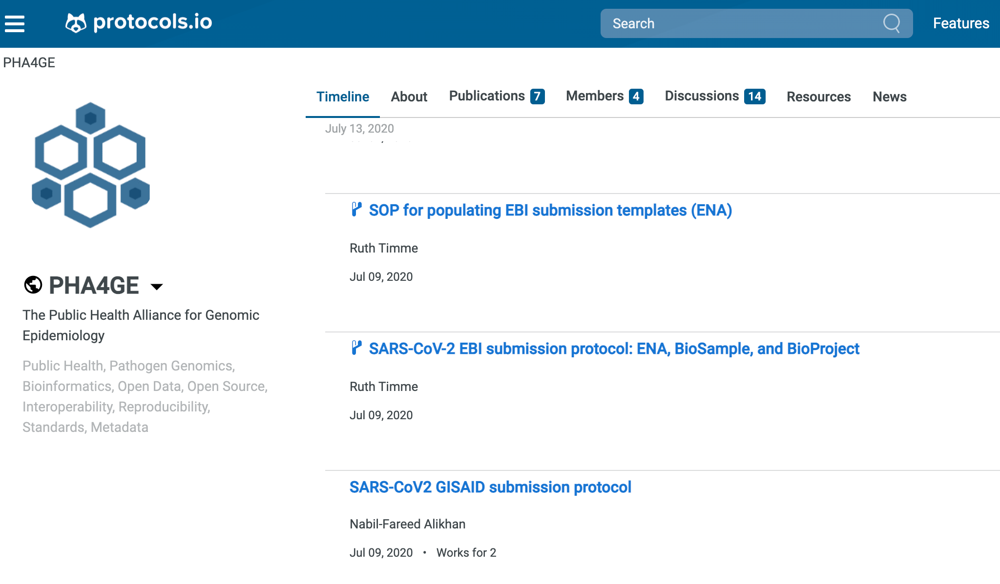 protocols.io
Search
Features
PHA4GE
Timeline About Publications 7 Members 4 Discussions 14 Resources News
July 13, 2020
SOP for populating EBI submission templates (ENA)
Ruth Timme
Jul 09, 2020
SARS-CoV-2 EBI submission protocol: ENA, BioSample, and BioProject
Ruth Timme
Jul 09, 2020
SARS-CoV2 GISAID submission protocol
Nabil-Fareed Alikhan
Jul 09, 2020 • Works for 2
PHA4GE
The Public Health Alliance for Genomic
Epidemiology
Public Health, Pathogen Genomics,
Bioinformatics, Open Data, Open Source,
Interoperability, Reproducibility,
Standards, Metadata